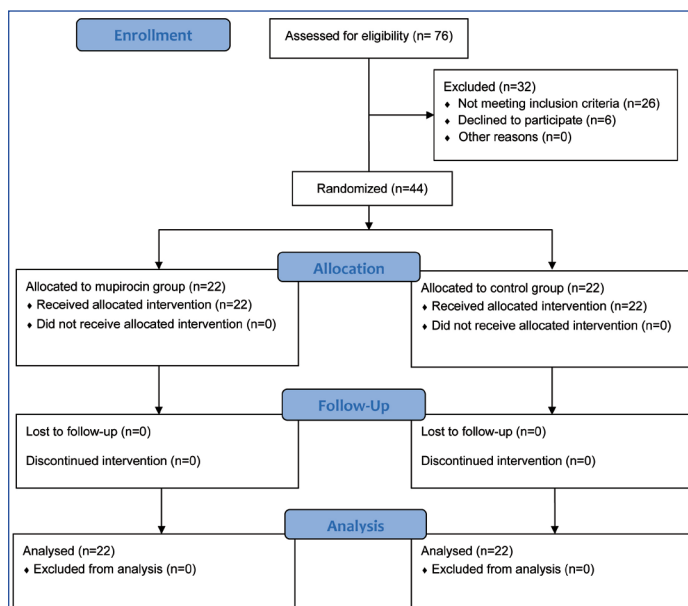 Enrollment
Assessed for eligibility (n= 76)
Excluded (n=32)
♦ Not meeting inclusion criteria (n=26)
♦ Declined to participate (n=6)
♦ Other reasons (n=0)
Randomized (n=44)
Allocation
Allocated to mupirocin group (n=22)
♦ Received allocated intervention (n=22)
♦ Did not receive allocated intervention (n=0)
Allocated to control group (n=22)
♦ Received allocated intervention (n=22)
♦ Did not receive allocated intervention (n=0)
Follow-Up
Lost to follow-up (n=0)
Discontinued intervention (n=0)
Lost to follow-up (n=0)
Discontinued intervention (n=0)
Analysis
Analysed (n=22)
♦ Excluded from analysis (n=0)
Analysed (n=22)
♦ Excluded from analysis (n=0)